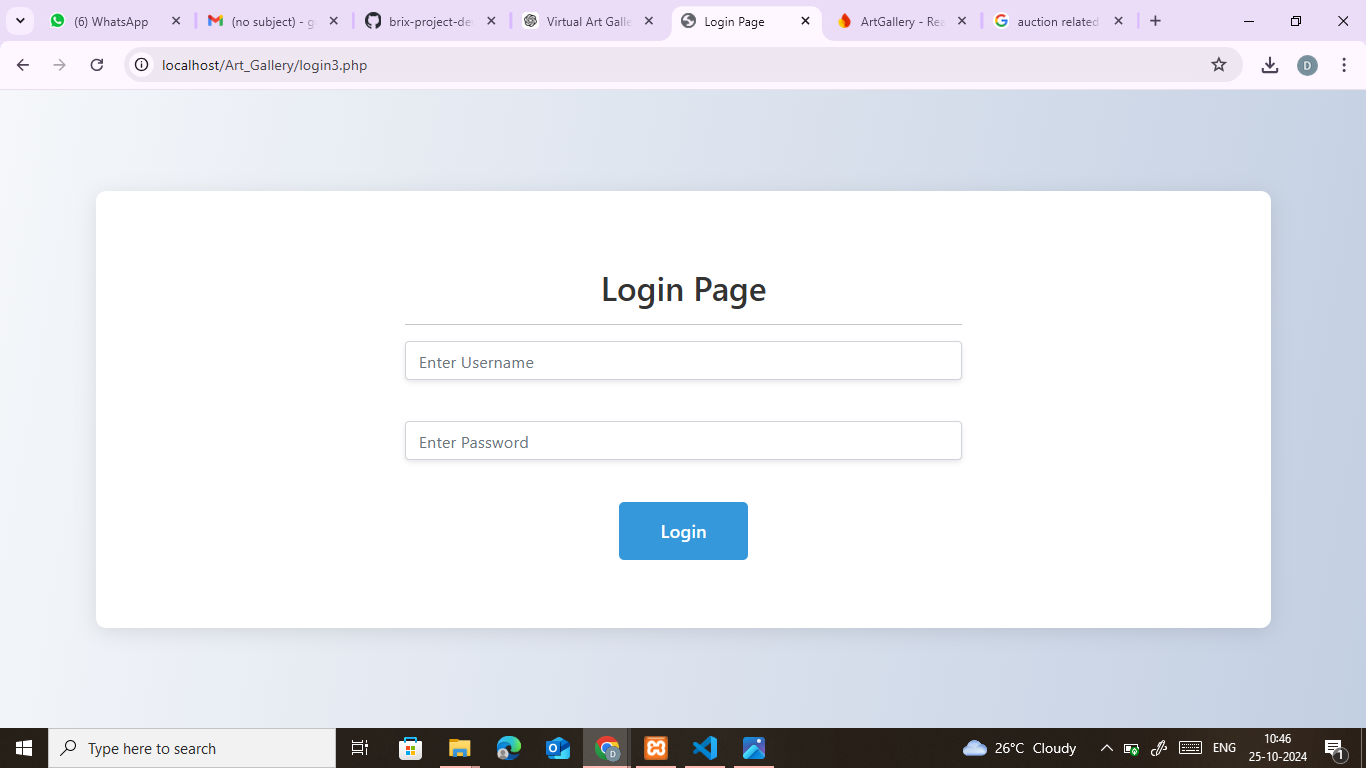 (6) WhatsApp
(no subject) - g
brix-project-de
Virtual Art Galle
Login Page
ArtGallery - Rea
auction related
localhost/Art_Gallery/login3.php
D
Login Page
Enter Username
Enter Password
Login
Type here to search
26°C Cloudy
ENG
10:46
25-10-2024
1